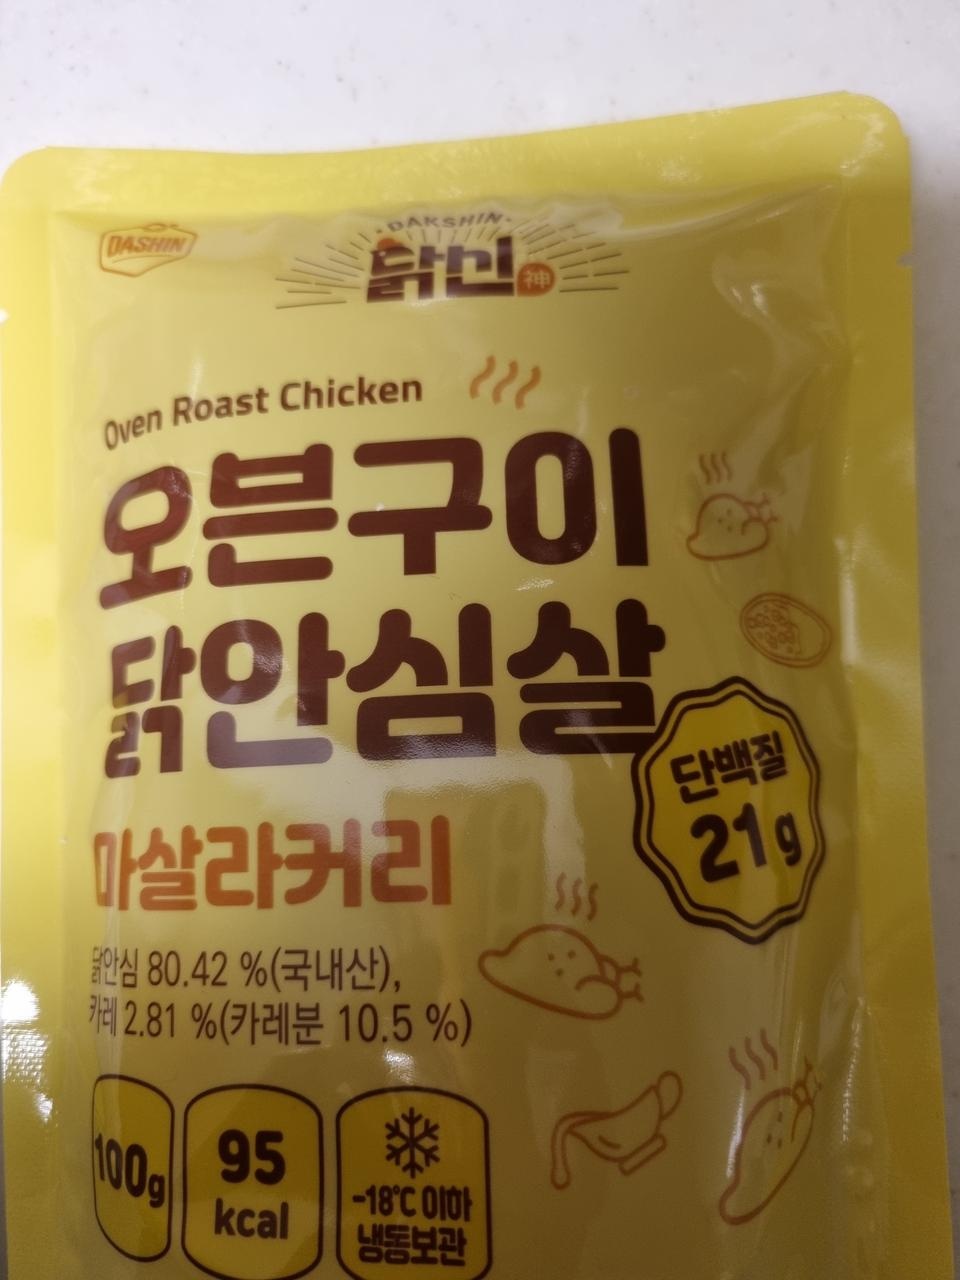 DASHIN
·DAKSHIN·
닭신
神
Oven Roast Chicken
오븐구이
닭안심살
단백질
21g
마살라커리
닭안심 80.42 %(국내산),
카레 2.81 %(카레분 10.5 %)
100g
95
kcal
-18℃ 이하
냉동보관